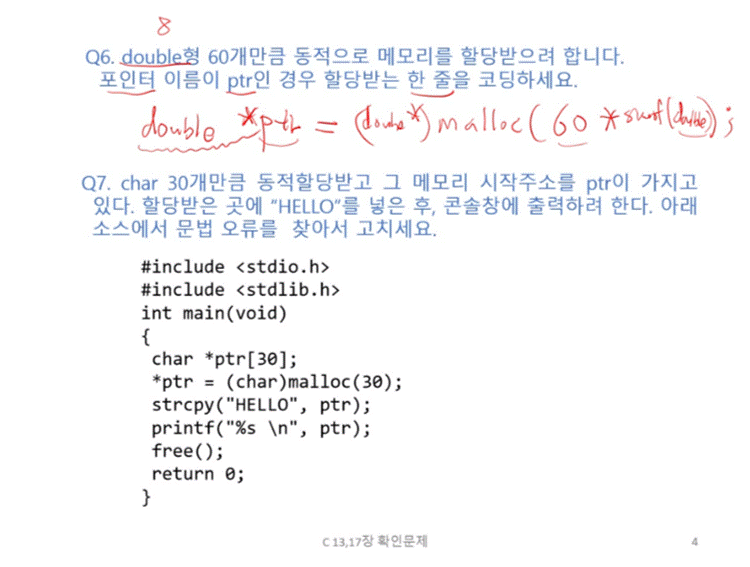 8
Q6. double형 60개만큼 동적으로 메모리를 할당받으려 합니다.
포인터 이름이 ptr인 경우 할당받는 한 줄을 코딩하세요.
double *ptr = (double*) malloc( 60 * sizeof(double));
Q7. char 30개만큼 동적할당받고 그 메모리 시작주소를 ptr이 가지고
있다. 할당받은 곳에 “HELLO”를 넣은 후, 콘솔창에 출력하려 한다. 아래
소스에서 문법 오류를 찾아서 고치세요.
#include <stdio.h>
#include <stdlib.h>
int main(void)
{
char *ptr[30];
*ptr = (char)malloc(30);
strcpy("HELLO", ptr);
printf("%s \n", ptr);
free();
return 0;
}
C 13,17장 확인문제
4